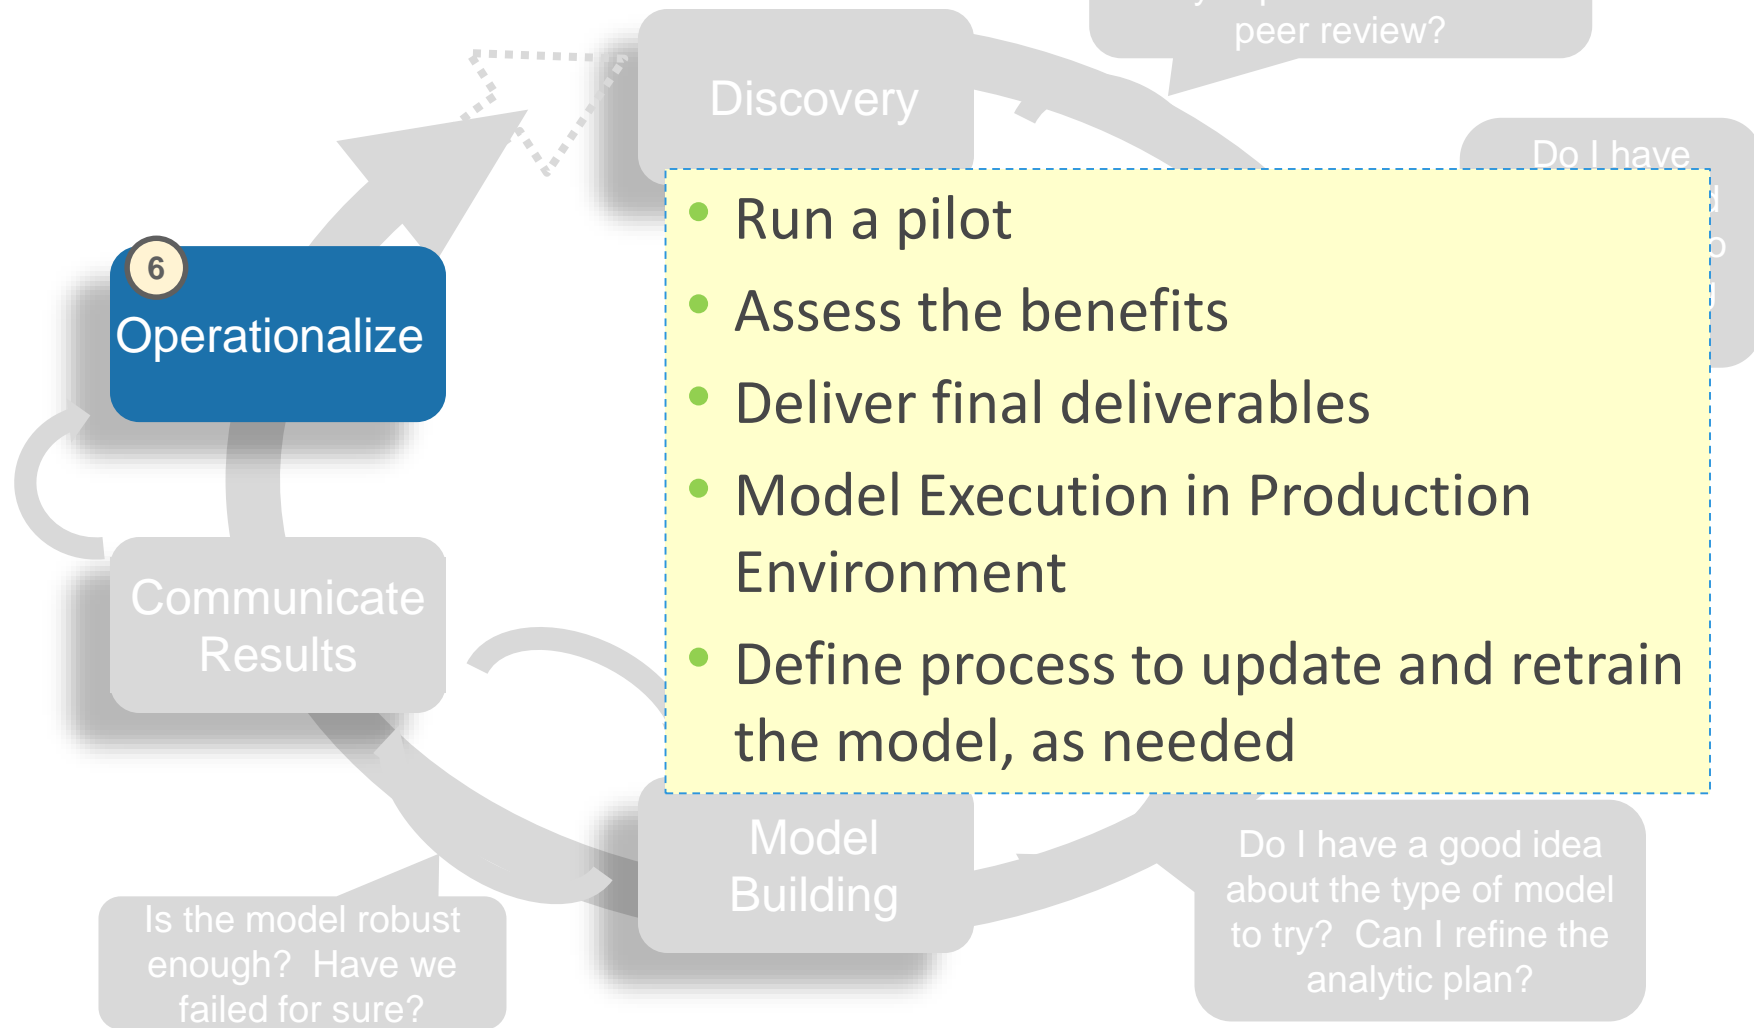 peer review?
Discovery
Do I have
• Run a pilot
6
• Assess the benefits
Operationalize
• Deliver final deliverables
• Model Execution in Production
Environment
Communicate
Results
• Define process to update and retrain
the model, as needed
Model
Building
Do I have a good idea
about the type of model
to try? Can I refine the
analytic plan?
Is the model robust
enough? Have we
failed for sure?